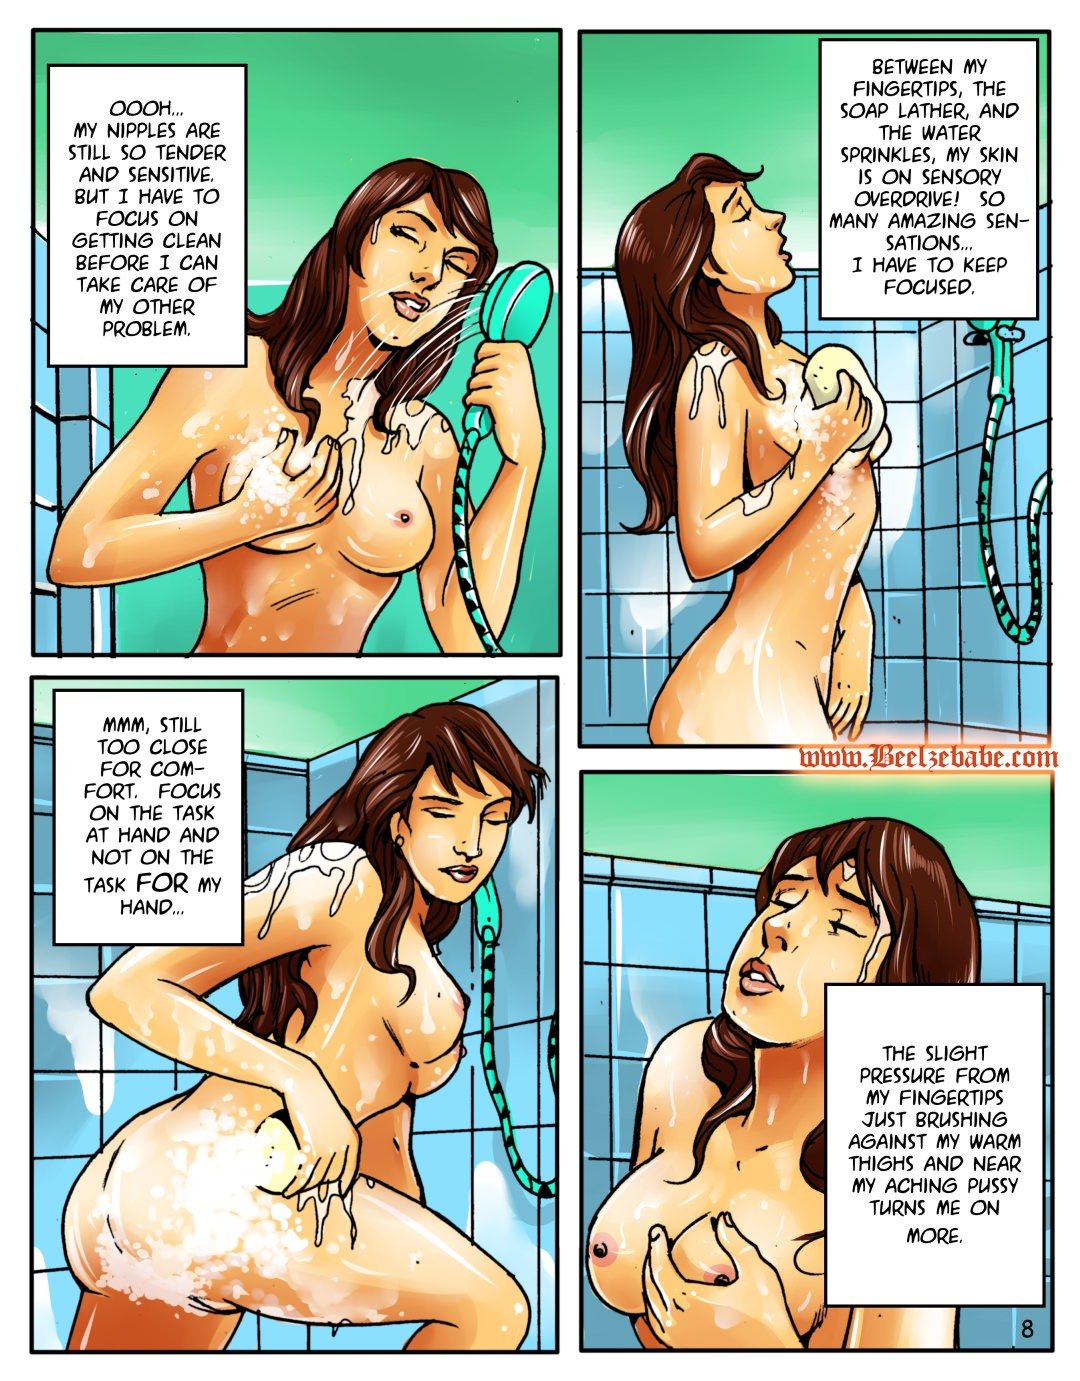 OOOH...
MY NIPPLES ARE
STILL SO TENDER
AND SENSITIVE.
BUT I HAVE TO
FOCUS ON
GETTING CLEAN
BEFORE I CAN
TAKE CARE OF
MY OTHER
PROBLEM.
BETWEEN MY
FINGERTIPS, THE
SOAP LATHER, AND
THE WATER
SPRINKLES, MY SKIN
IS ON SENSORY
OVERDRIVE! SO
MANY AMAZING SEN-
SATIONS...
I HAVE TO KEEP
FOCUSED.
MMM, STILL
TOO CLOSE
FOR COM-
FORT. FOCUS
ON THE TASK
AT HAND AND
NOT ON THE
TASK FOR MY
HAND...
www.Beelzebabe.com
THE SLIGHT
PRESSURE FROM
MY FINGERTIPS
JUST BRUSHING
AGAINST MY WARM
THIGHS AND NEAR
MY ACHING PUSSY
TURNS ME ON
MORE.
8